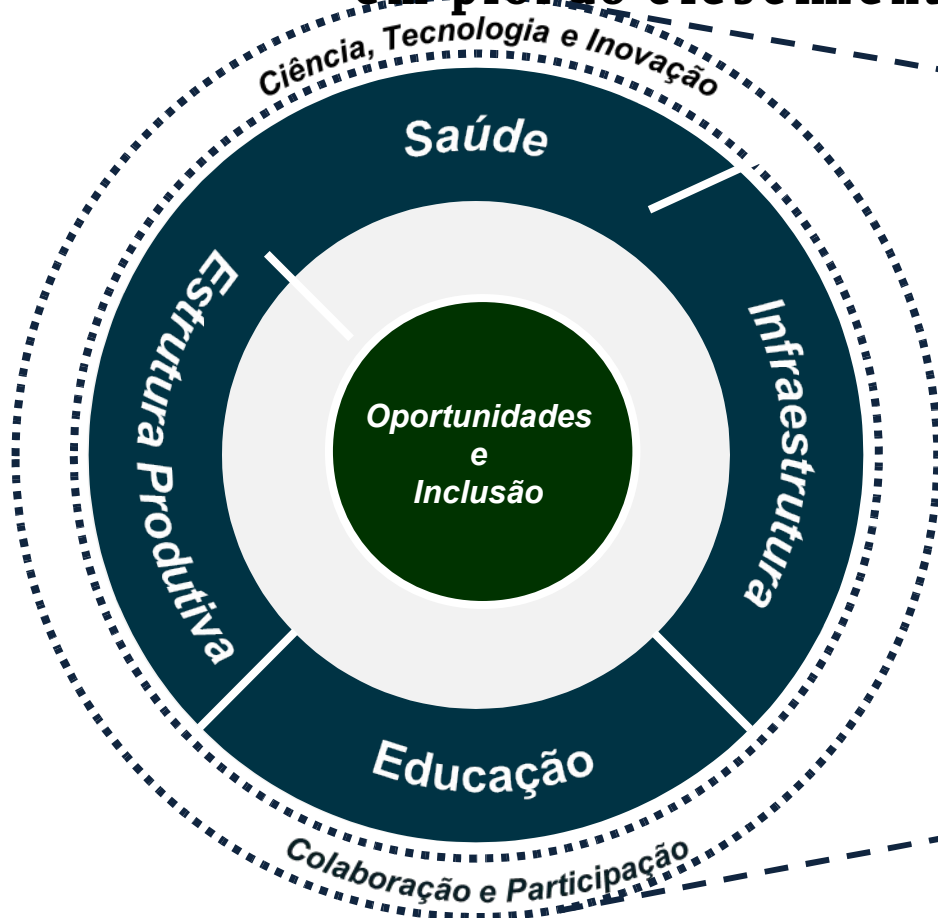 Ciência, Tecnologia e Inovação
Saúde
Estrutura Produtiva
Infraestrutura
Oportunidades
e
Inclusão
Educação
Colaboração e Participação